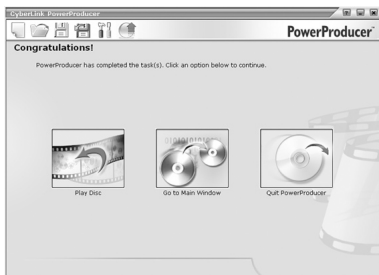 CyberLink PowerProducer
PowerProducer
Congratulations!
PowerProducer has completed the task(s). Click an option below to continue.
Play Disc
Go to Main Window
Quit PowerProducer